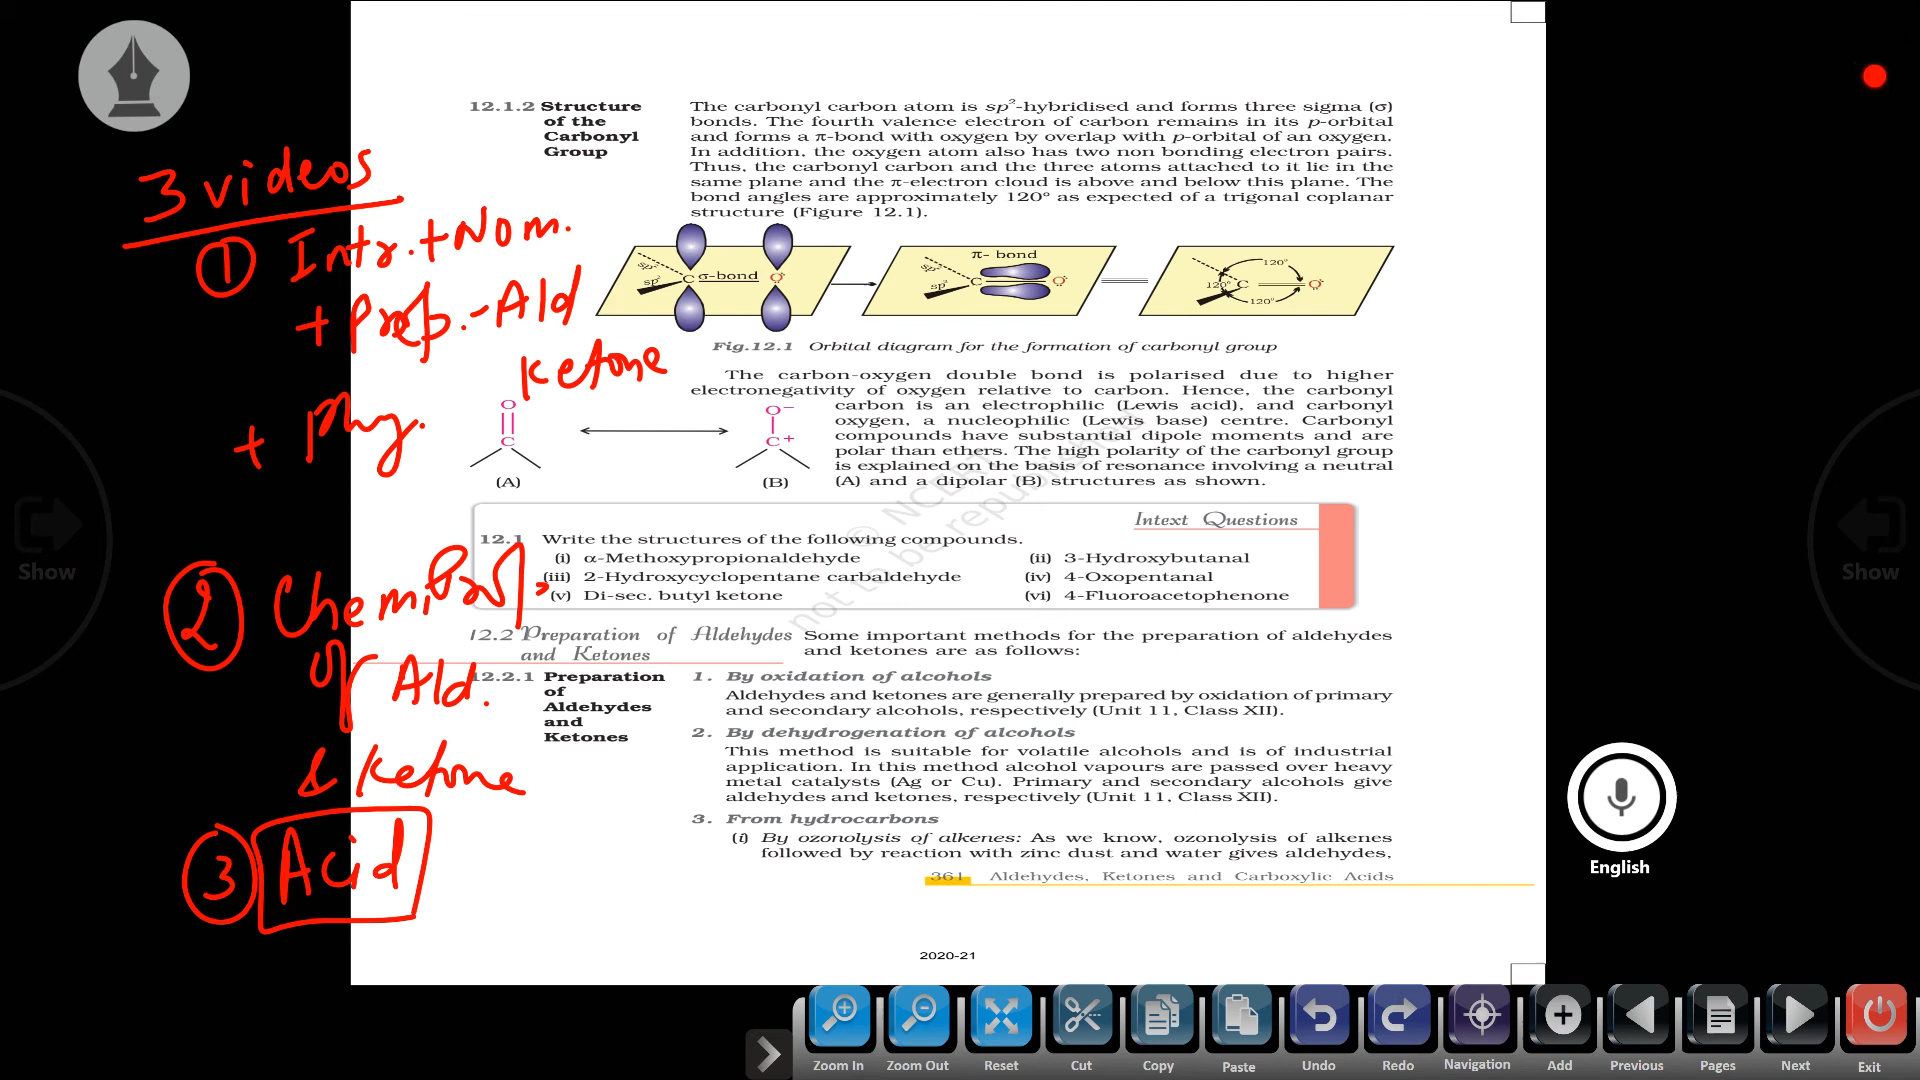 12.1.2 Structure of the Carbonyl Group
The carbonyl carbon atom is sp²-hybridised and forms three sigma (σ)
bonds. The fourth valence electron of carbon remains in its p-orbital
and forms a π-bond with oxygen by overlap with p-orbital of an oxygen.
In addition, the oxygen atom also has two non bonding electron pairs.
Thus, the carbonyl carbon and the three atoms attached to it lie in the
same plane and the π-electron cloud is above and below this plane. The
bond angles are approximately 120° as expected of a trigonal coplanar
structure (Figure 12.1).
3 videos
① Intr. + Nom.
+ Prep. - Ald
Ketone
+ Phy.
sp² sp² C σ-bond O
π- bond
sp² sp² C O
120° 120° 120° C O
Fig.12.1 Orbital diagram for the formation of carbonyl group
The carbon-oxygen double bond is polarised due to higher
electronegativity of oxygen relative to carbon. Hence, the carbonyl
carbon is an electrophilic (Lewis acid), and carbonyl
oxygen, a nucleophilic (Lewis base) centre. Carbonyl
compounds have substantial dipole moments and are
polar than ethers. The high polarity of the carbonyl group
is explained on the basis of resonance involving a neutral
(A) and a dipolar (B) structures as shown.
O C (A)
O− C+ (B)
© NCERT
not to be republished
Intext Questions
12.1 Write the structures of the following compounds.
(i) α-Methoxypropionaldehyde (ii) 3-Hydroxybutanal
(iii) 2-Hydroxycyclopentane carbaldehyde (iv) 4-Oxopentanal
(v) Di-sec. butyl ketone (vi) 4-Fluoroacetophenone
② Chem. Prop.
of Ald.
& Ketone
③ Acid
12.2 Preparation of Aldehydes and Ketones
Some important methods for the preparation of aldehydes
and ketones are as follows:
12.2.1 Preparation of Aldehydes and Ketones
1. By oxidation of alcohols
Aldehydes and ketones are generally prepared by oxidation of primary
and secondary alcohols, respectively (Unit 11, Class XII).
2. By dehydrogenation of alcohols
This method is suitable for volatile alcohols and is of industrial
application. In this method alcohol vapours are passed over heavy
metal catalysts (Ag or Cu). Primary and secondary alcohols give
aldehydes and ketones, respectively (Unit 11, Class XII).
3. From hydrocarbons
(i) By ozonolysis of alkenes: As we know, ozonolysis of alkenes
followed by reaction with zinc dust and water gives aldehydes,
361 Aldehydes, Ketones and Carboxylic Acids
2020-21
Show
Show
English
Zoom In Zoom Out Reset Cut Copy Paste Undo Redo Navigation Add Previous Pages Next Exit